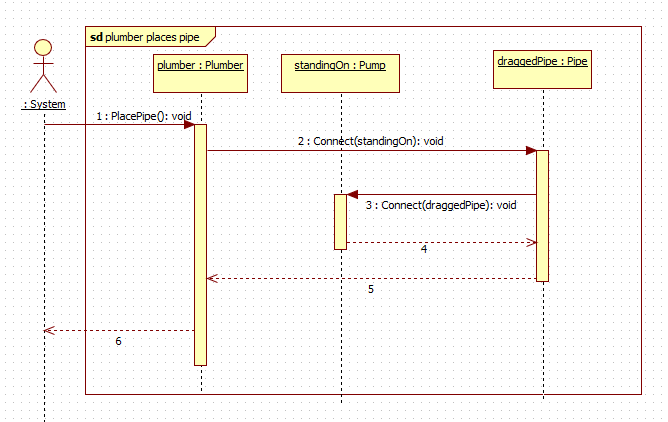 sd plumber places pipe
plumber : Plumber
standingOn : Pump
draggedPipe : Pipe
: System
1 : PlacePipe(): void
2 : Connect(standingOn): void
3 : Connect(draggedPipe): void
4
5
6